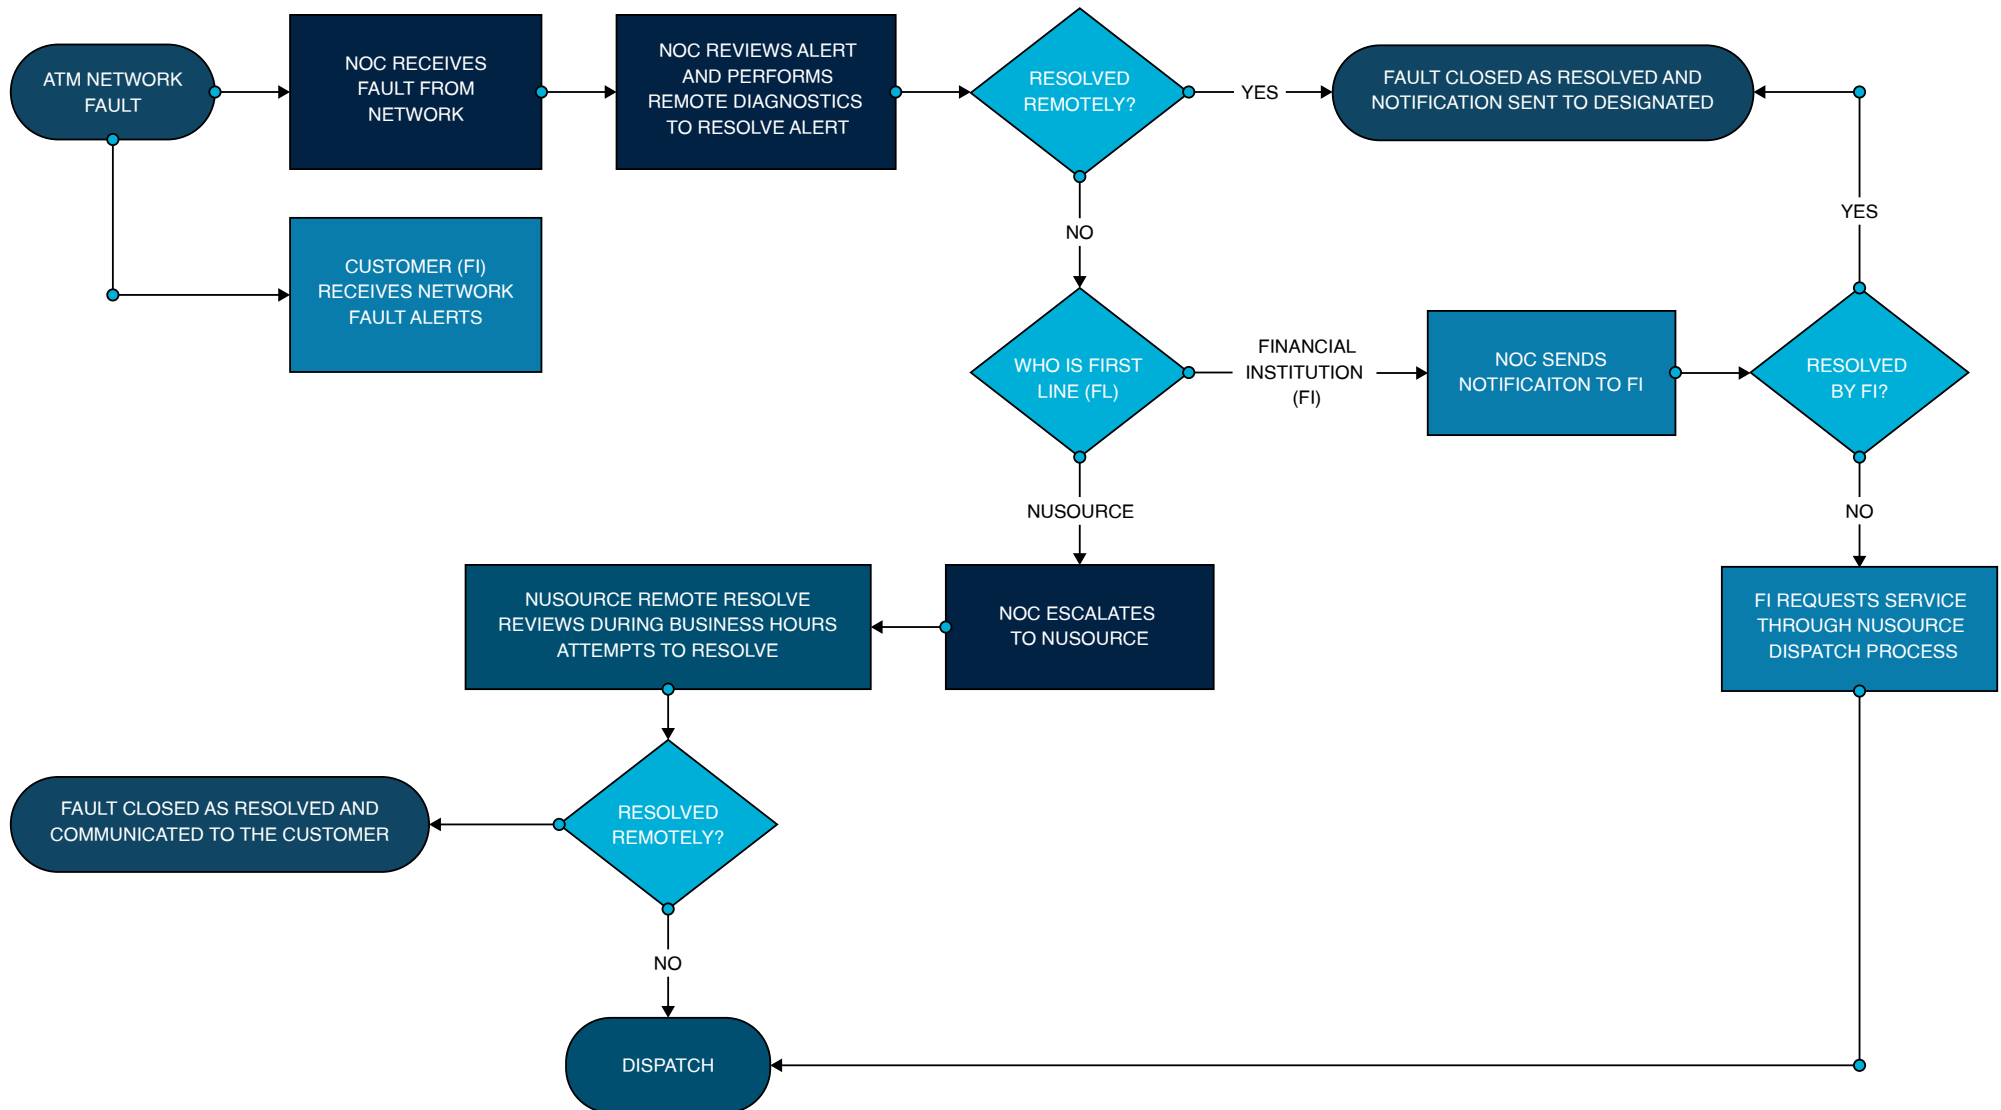 ATM NETWORK
FAULT
NOC RECEIVES
FAULT FROM
NETWORK
NOC REVIEWS ALERT
AND PERFORMS
REMOTE DIAGNOSTICS
TO RESOLVE ALERT
RESOLVED
REMOTELY?
YES
FAULT CLOSED AS RESOLVED AND
NOTIFICATION SENT TO DESIGNATED
YES
NO
CUSTOMER (FI)
RECEIVES NETWORK
FAULT ALERTS
WHO IS FIRST
LINE (FL)
FINANCIAL
INSTITUTION
(FI)
NOC SENDS
NOTIFICAITON TO FI
RESOLVED
BY FI?
NUSOURCE
NO
NUSOURCE REMOTE RESOLVE
REVIEWS DURING BUSINESS HOURS
ATTEMPTS TO RESOLVE
NOC ESCALATES
TO NUSOURCE
FI REQUESTS SERVICE
THROUGH NUSOURCE
DISPATCH PROCESS
FAULT CLOSED AS RESOLVED AND
COMMUNICATED TO THE CUSTOMER
RESOLVED
REMOTELY?
NO
DISPATCH